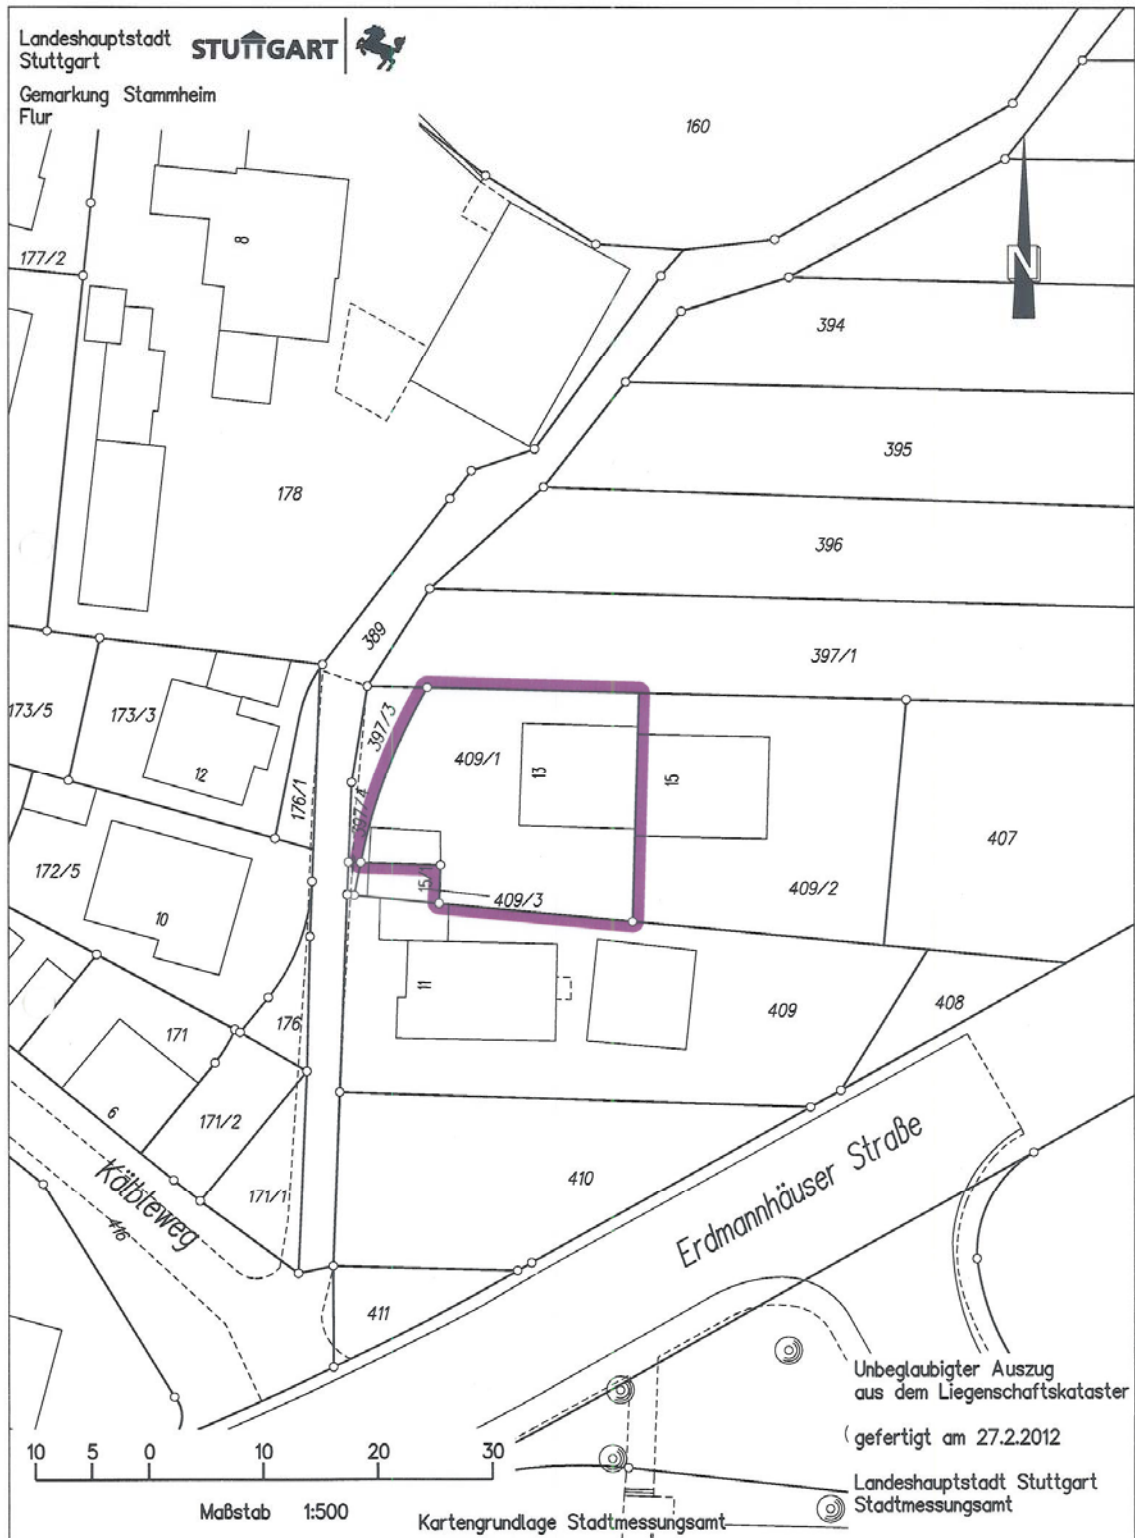 Landeshauptstadt
Stuttgart
STUTTGART
Gemarkung Stammheim
Flur
160
8
177/2
N
394
395
178
396
389
397/1
173/5
173/3
397/3
409/1
13
15
12
176/1
397/4
407
172/5
15/1
409/3
409/2
10
11
409
408
176
171
6
171/2
Kälbleweg
171/1
410
Erdmannhäuser Straße
416
411
Unbeglaubigter Auszug
aus dem Liegenschaftskataster
gefertigt am 27.2.2012
10 5 0 10 20 30
Landeshauptstadt Stuttgart
Stadtmessungsamt
Maßstab 1:500
Kartengrundlage Stadtmessungsamt